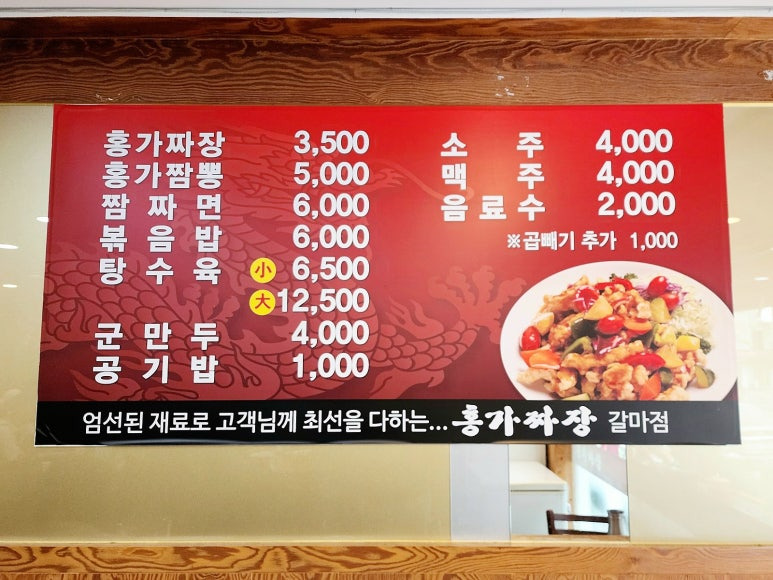 홍가짜장 3,500
홍가짬뽕 5,000
짬짜면 6,000
볶음밥 6,000
탕수육 小 6,500
大 12,500
군만두 4,000
공기밥 1,000
소주 4,000
맥주 4,000
음료수 2,000
※곱빼기 추가 1,000
엄선된 재료로 고객님께 최선을 다하는... 홍가짜장 갈마점